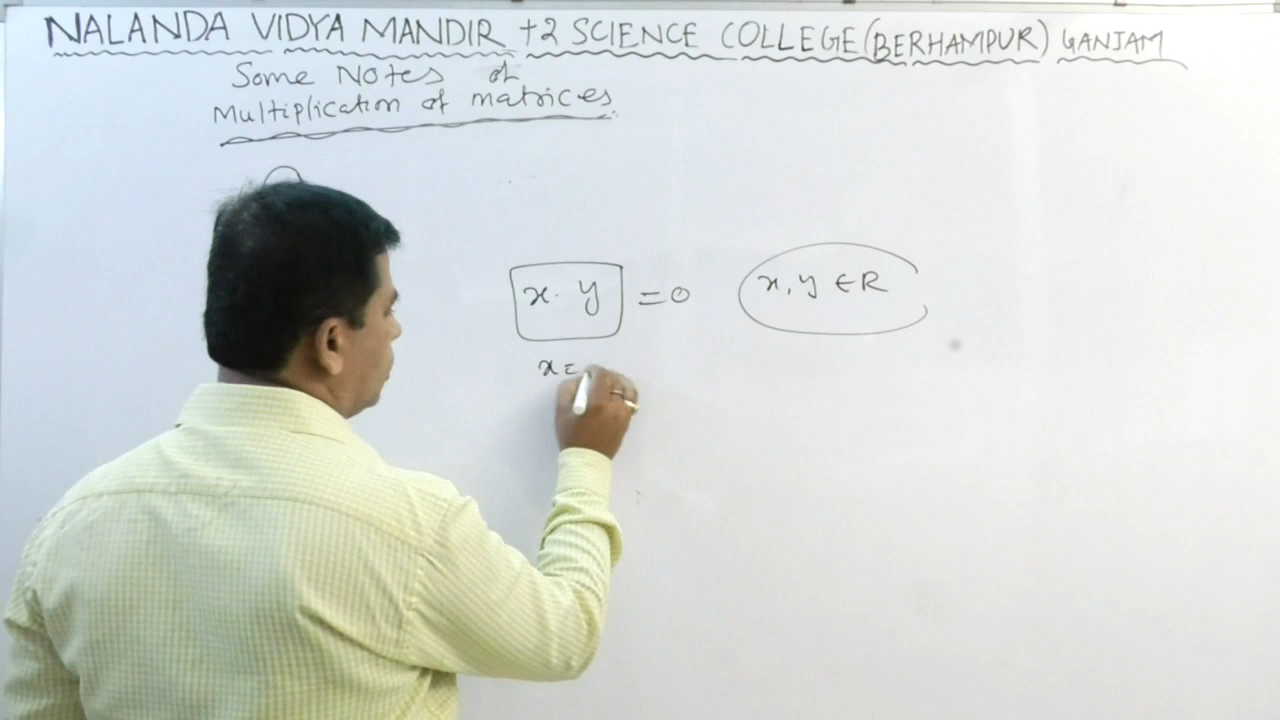 NALANDA VIDYA MANDIR +2 SCIENCE COLLEGE (BERHAMPUR) GANJAM
Some Notes of
Multiplication of matrices
x. y = 0 x, y ∈ R
x =